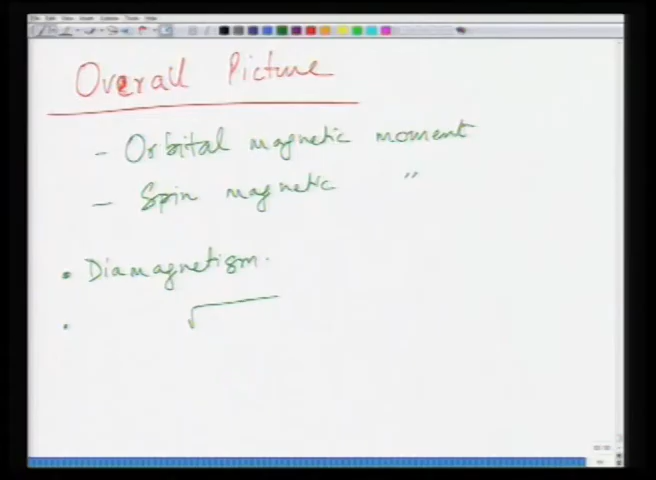 Overall Picture
- Orbital magnetic moment
- Spin magnetic "
• Diamagnetism.
•